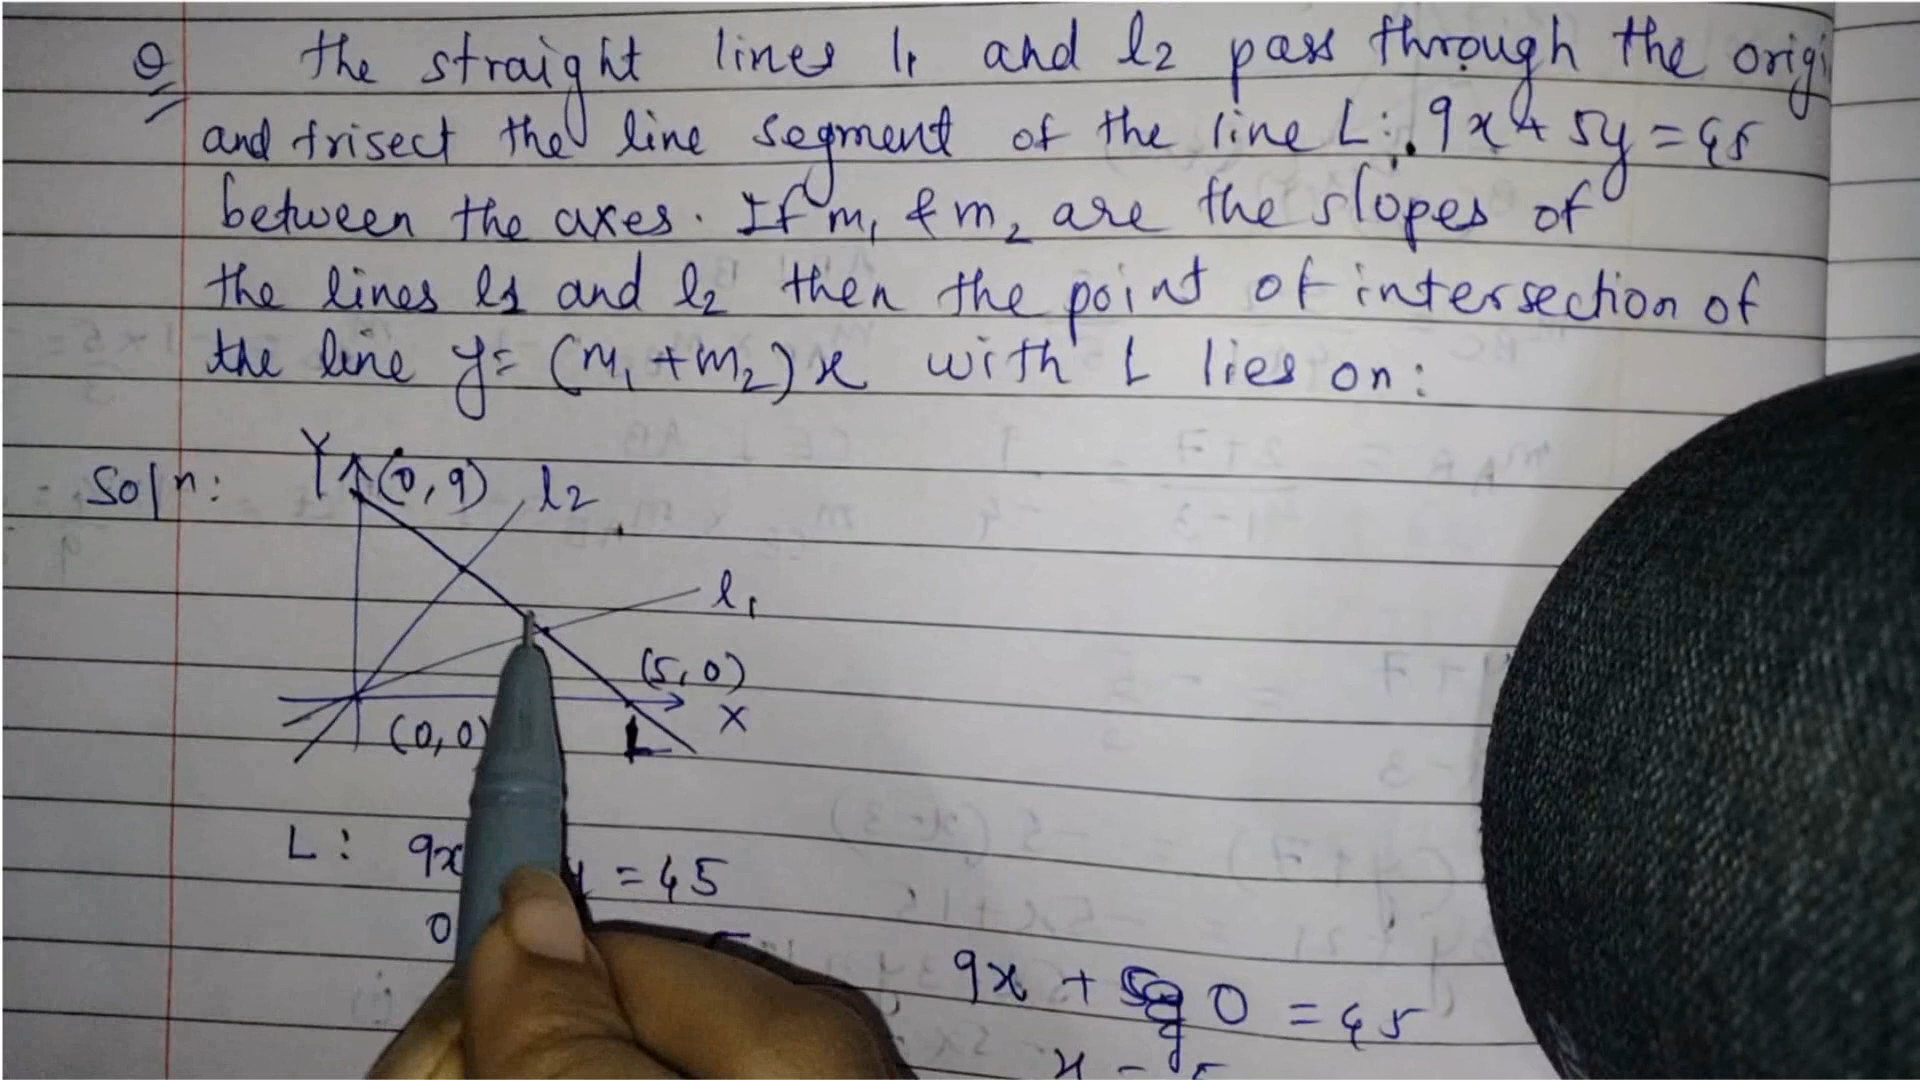 Q the straight lines l1 and l2 pass through the origi
and trisect the line segment of the line L: 9x + 5y = 45
between the axes. If m1 & m2 are the slopes of
the lines l1 and l2 then the point of intersection of
the line y = (m1 + m2)x with L lies on:
Soln:
Y (0,9) l2
l1
(5,0)
(0,0) L X
L: 9x = 45
0
9x + 0 = 45